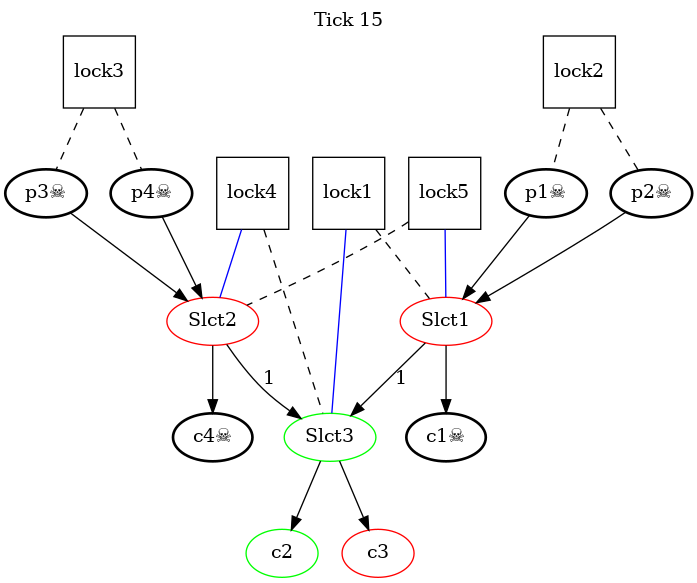 Tick 15
lock3
lock2
p3☠
p4☠
lock4
lock1
lock5
p1☠
p2☠
Slct2
Slct1
1
1
c4☠
Slct3
c1☠
c2
c3